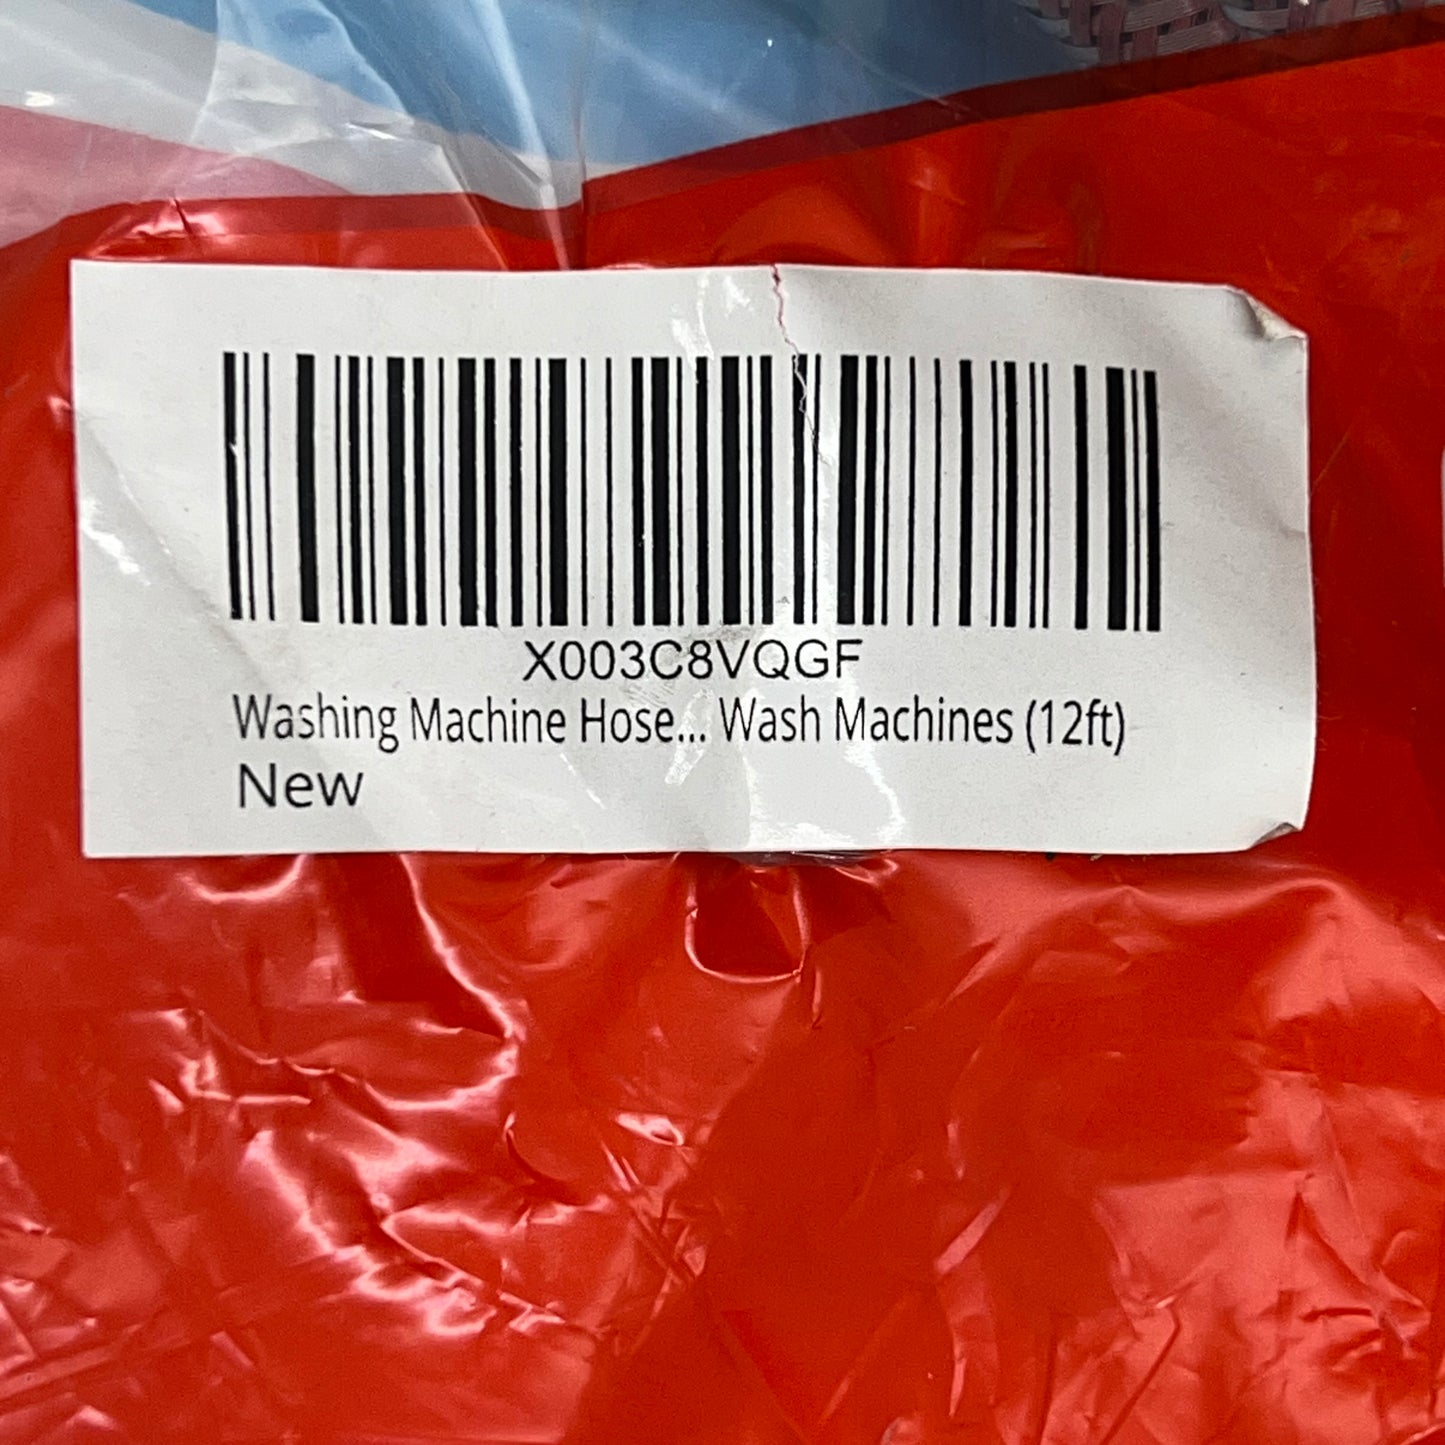 X003C8VQGF
Washing Machine Hose... Wash Machines (12ft)
New